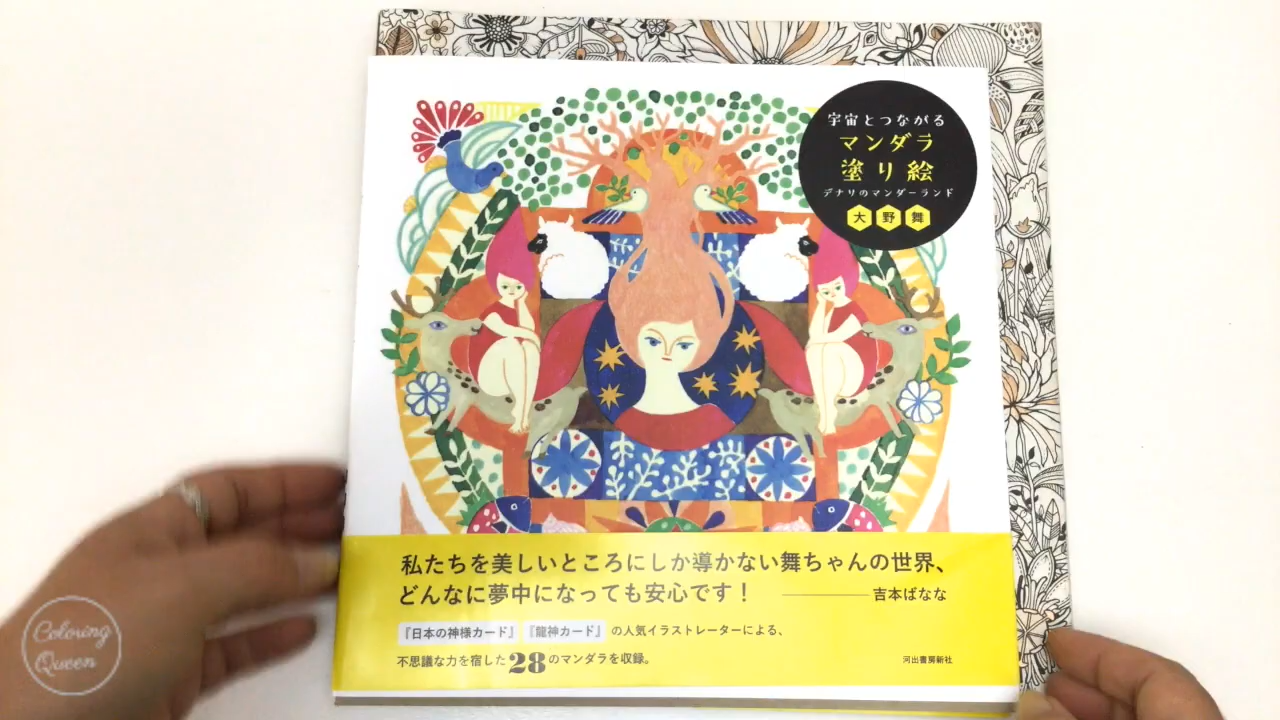 宇宙とつながる
マンダラ
塗り絵
デナリのマンダーランド
大野舞
私たちを美しいところにしか導かない舞ちゃんの世界、
どんなに夢中になっても安心です！ ――― 吉本ばなな
『日本の神様カード』『龍神カード』の人気イラストレーターによる、
不思議な力を宿した28のマンダラを収録。
河出書房新社
Coloring
Queen